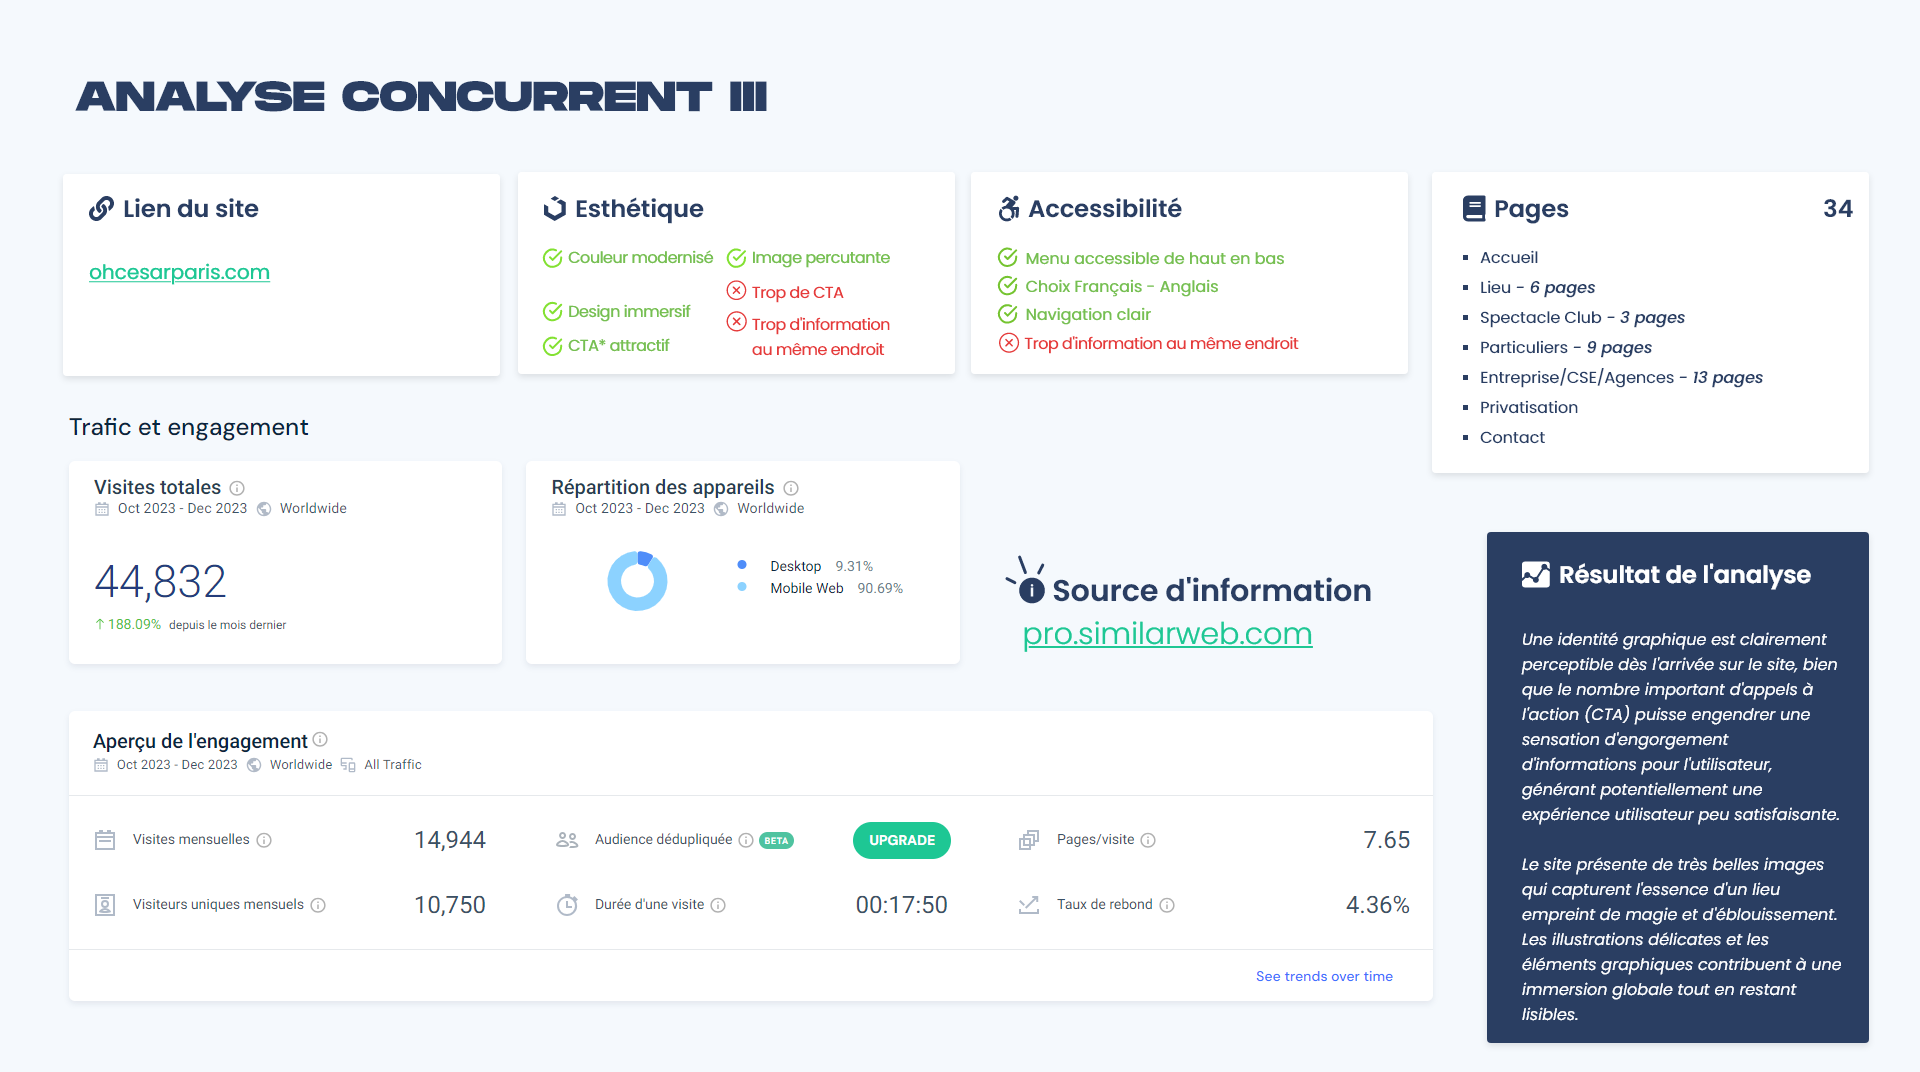 ANALYSE CONCURRENT III
Lien du site
ohcesarparis.com
Esthétique
Couleur modernisé
Design immersif
CTA* attractif
Image percutante
Trop de CTA
Trop d'information
au même endroit
Accessibilité
Menu accessible de haut en bas
Choix Français - Anglais
Navigation clair
Trop d'information au même endroit
Pages 34
Accueil
Lieu - 6 pages
Spectacle Club - 3 pages
Particuliers - 9 pages
Entreprise/CSE/Agences - 13 pages
Privatisation
Contact
Trafic et engagement
Visites totales
Oct 2023 - Dec 2023 Worldwide
44,832
↑ 188.09% depuis le mois dernier
Répartition des appareils
Oct 2023 - Dec 2023 Worldwide
Desktop 9.31%
Mobile Web 90.69%
Source d'information
pro.similarweb.com
Aperçu de l'engagement
Oct 2023 - Dec 2023 Worldwide All Traffic
Visites mensuelles 14,944
Audience dédupliquée BETA UPGRADE
Pages/visite 7.65
Visiteurs uniques mensuels 10,750
Durée d'une visite 00:17:50
Taux de rebond 4.36%
See trends over time
Résultat de l'analyse
Une identité graphique est clairement
perceptible dès l'arrivée sur le site, bien
que le nombre important d'appels à
l'action (CTA) puisse engendrer une
sensation d'engorgement
d'informations pour l'utilisateur,
générant potentiellement une
expérience utilisateur peu satisfaisante.
Le site présente de très belles images
qui capturent l'essence d'un lieu
empreint de magie et d'éblouissement.
Les illustrations délicates et les
éléments graphiques contribuent à une
immersion globale tout en restant
lisibles.